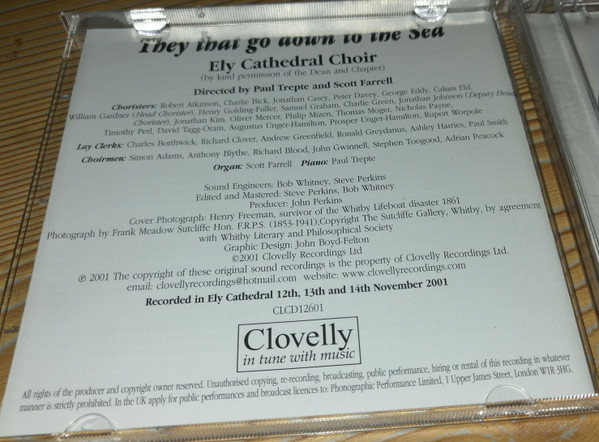 They that go down to the Sea
Ely Cathedral Choir
(by kind permission of the Dean and Chapter)
Directed by Paul Trepte and Scott Farrell
Choristers: Robert Atkinson, Charlie Bick, Jonathan Casey, Peter Davey, George Eddy, Calum Eld,
William Gardner (Head Chorister), Henry Golding-Fuller, Samuel Graham, Charlie Green, Jonathan Johnson (Deputy Head
Chorister), Jonathan Kim, Oliver Mercer, Philip Mizen, Thomas Moger, Nicholas Payne,
Timothy Perl, David Tagg-Oram, Augustus Unger-Hamilton, Prosper Unger-Hamilton, Rupert Worpole
Lay Clerks: Charles Borthwick, Richard Clover, Andrew Greenfield, Ronald Greydanus, Ashley Harries, Paul Smith
Choirmen: Simon Adams, Anthony Blythe, Richard Blood, John Gwinnell, Stephen Toogood, Adrian Peacock
Organ: Scott Farrell Piano: Paul Trepte
Sound Engineers: Bob Whitney, Steve Perkins
Edited and Mastered: Steve Perkins, Bob Whitney
Producer: John Perkins
Cover Photograph: Henry Freeman, survivor of the Whitby Lifeboat disaster 1861
Photograph by Frank Meadow Sutcliffe Hon. F.R.P.S. (1853-1941),Copyright The Sutcliffe Gallery, Whitby, by agreement
with Whitby Literary and Philosophical Society
Graphic Design: John Boyd-Felton
©2001 Clovelly Recordings Ltd
℗ 2001 The copyright of these original sound recordings is the property of Clovelly Recordings Ltd.
email: clovellyrecordings@hotmail.com website: www.clovellyrecordings.com
Recorded in Ely Cathedral 12th, 13th and 14th November 2001
CLCD12601
Clovelly
in tune with music
All rights of the producer and copyright owner reserved. Unauthorised copying, re-recording, broadcasting, public performance, hiring or rental of this recording in whatever
manner is strictly prohibited. In the UK apply for public performances and broadcast licences to: Phonographic Performance Limited, 1 Upper James Street, London W1R 3HG